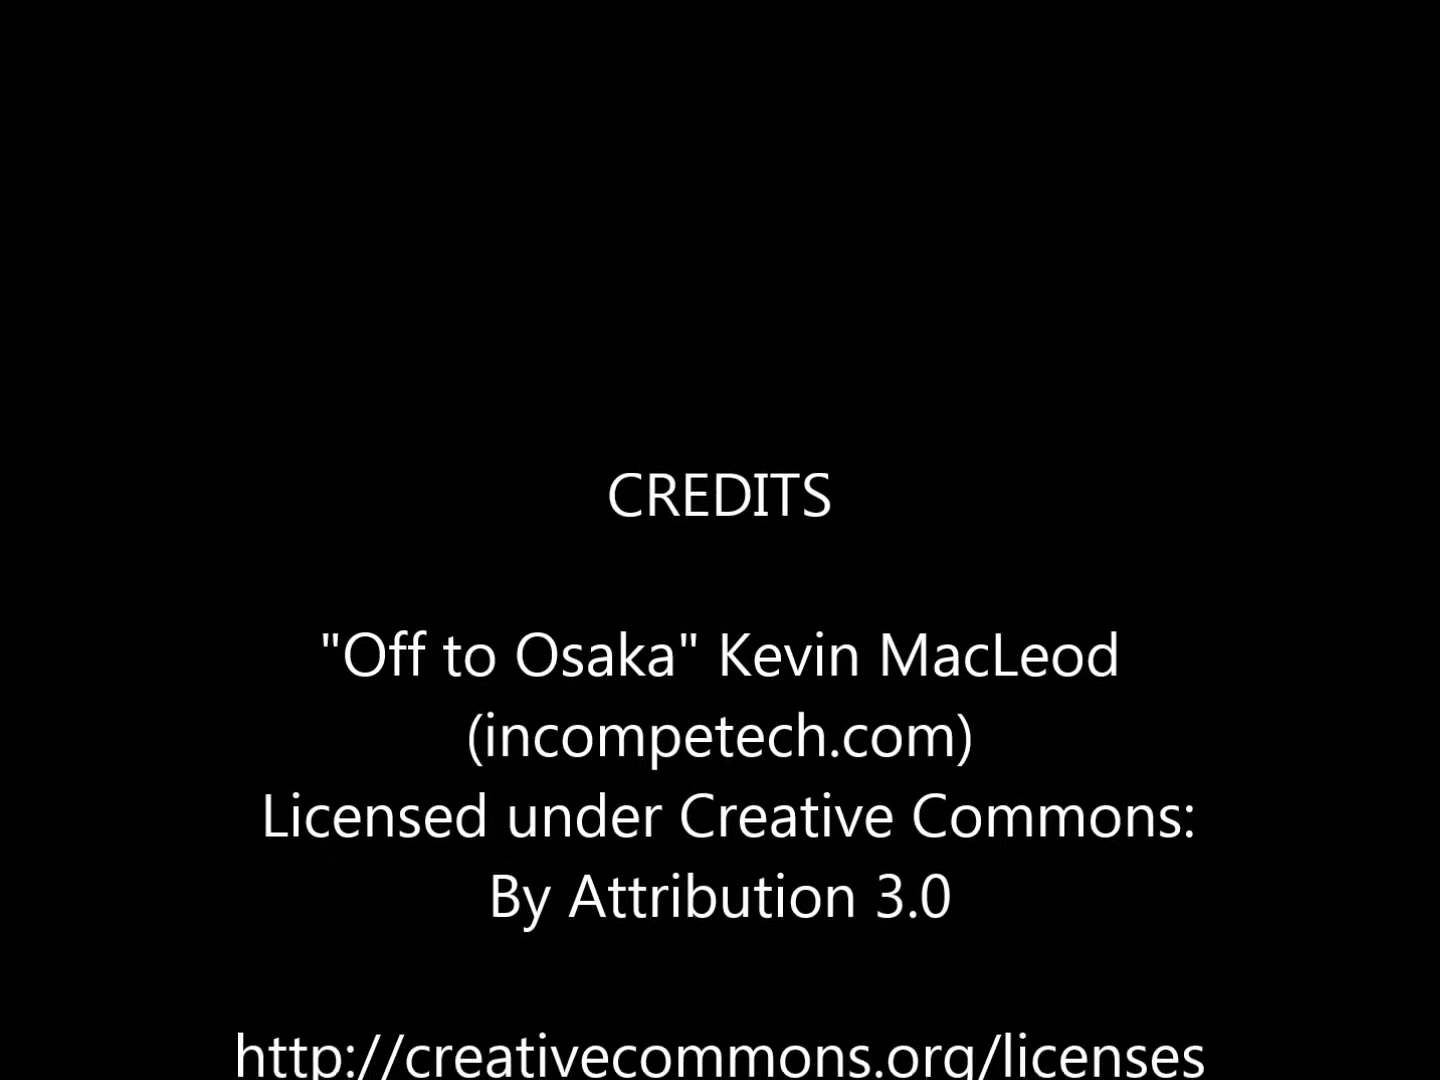 CREDITS
"Off to Osaka" Kevin MacLeod
(incompetech.com)
Licensed under Creative Commons:
By Attribution 3.0
http://creativecommons.org/licenses